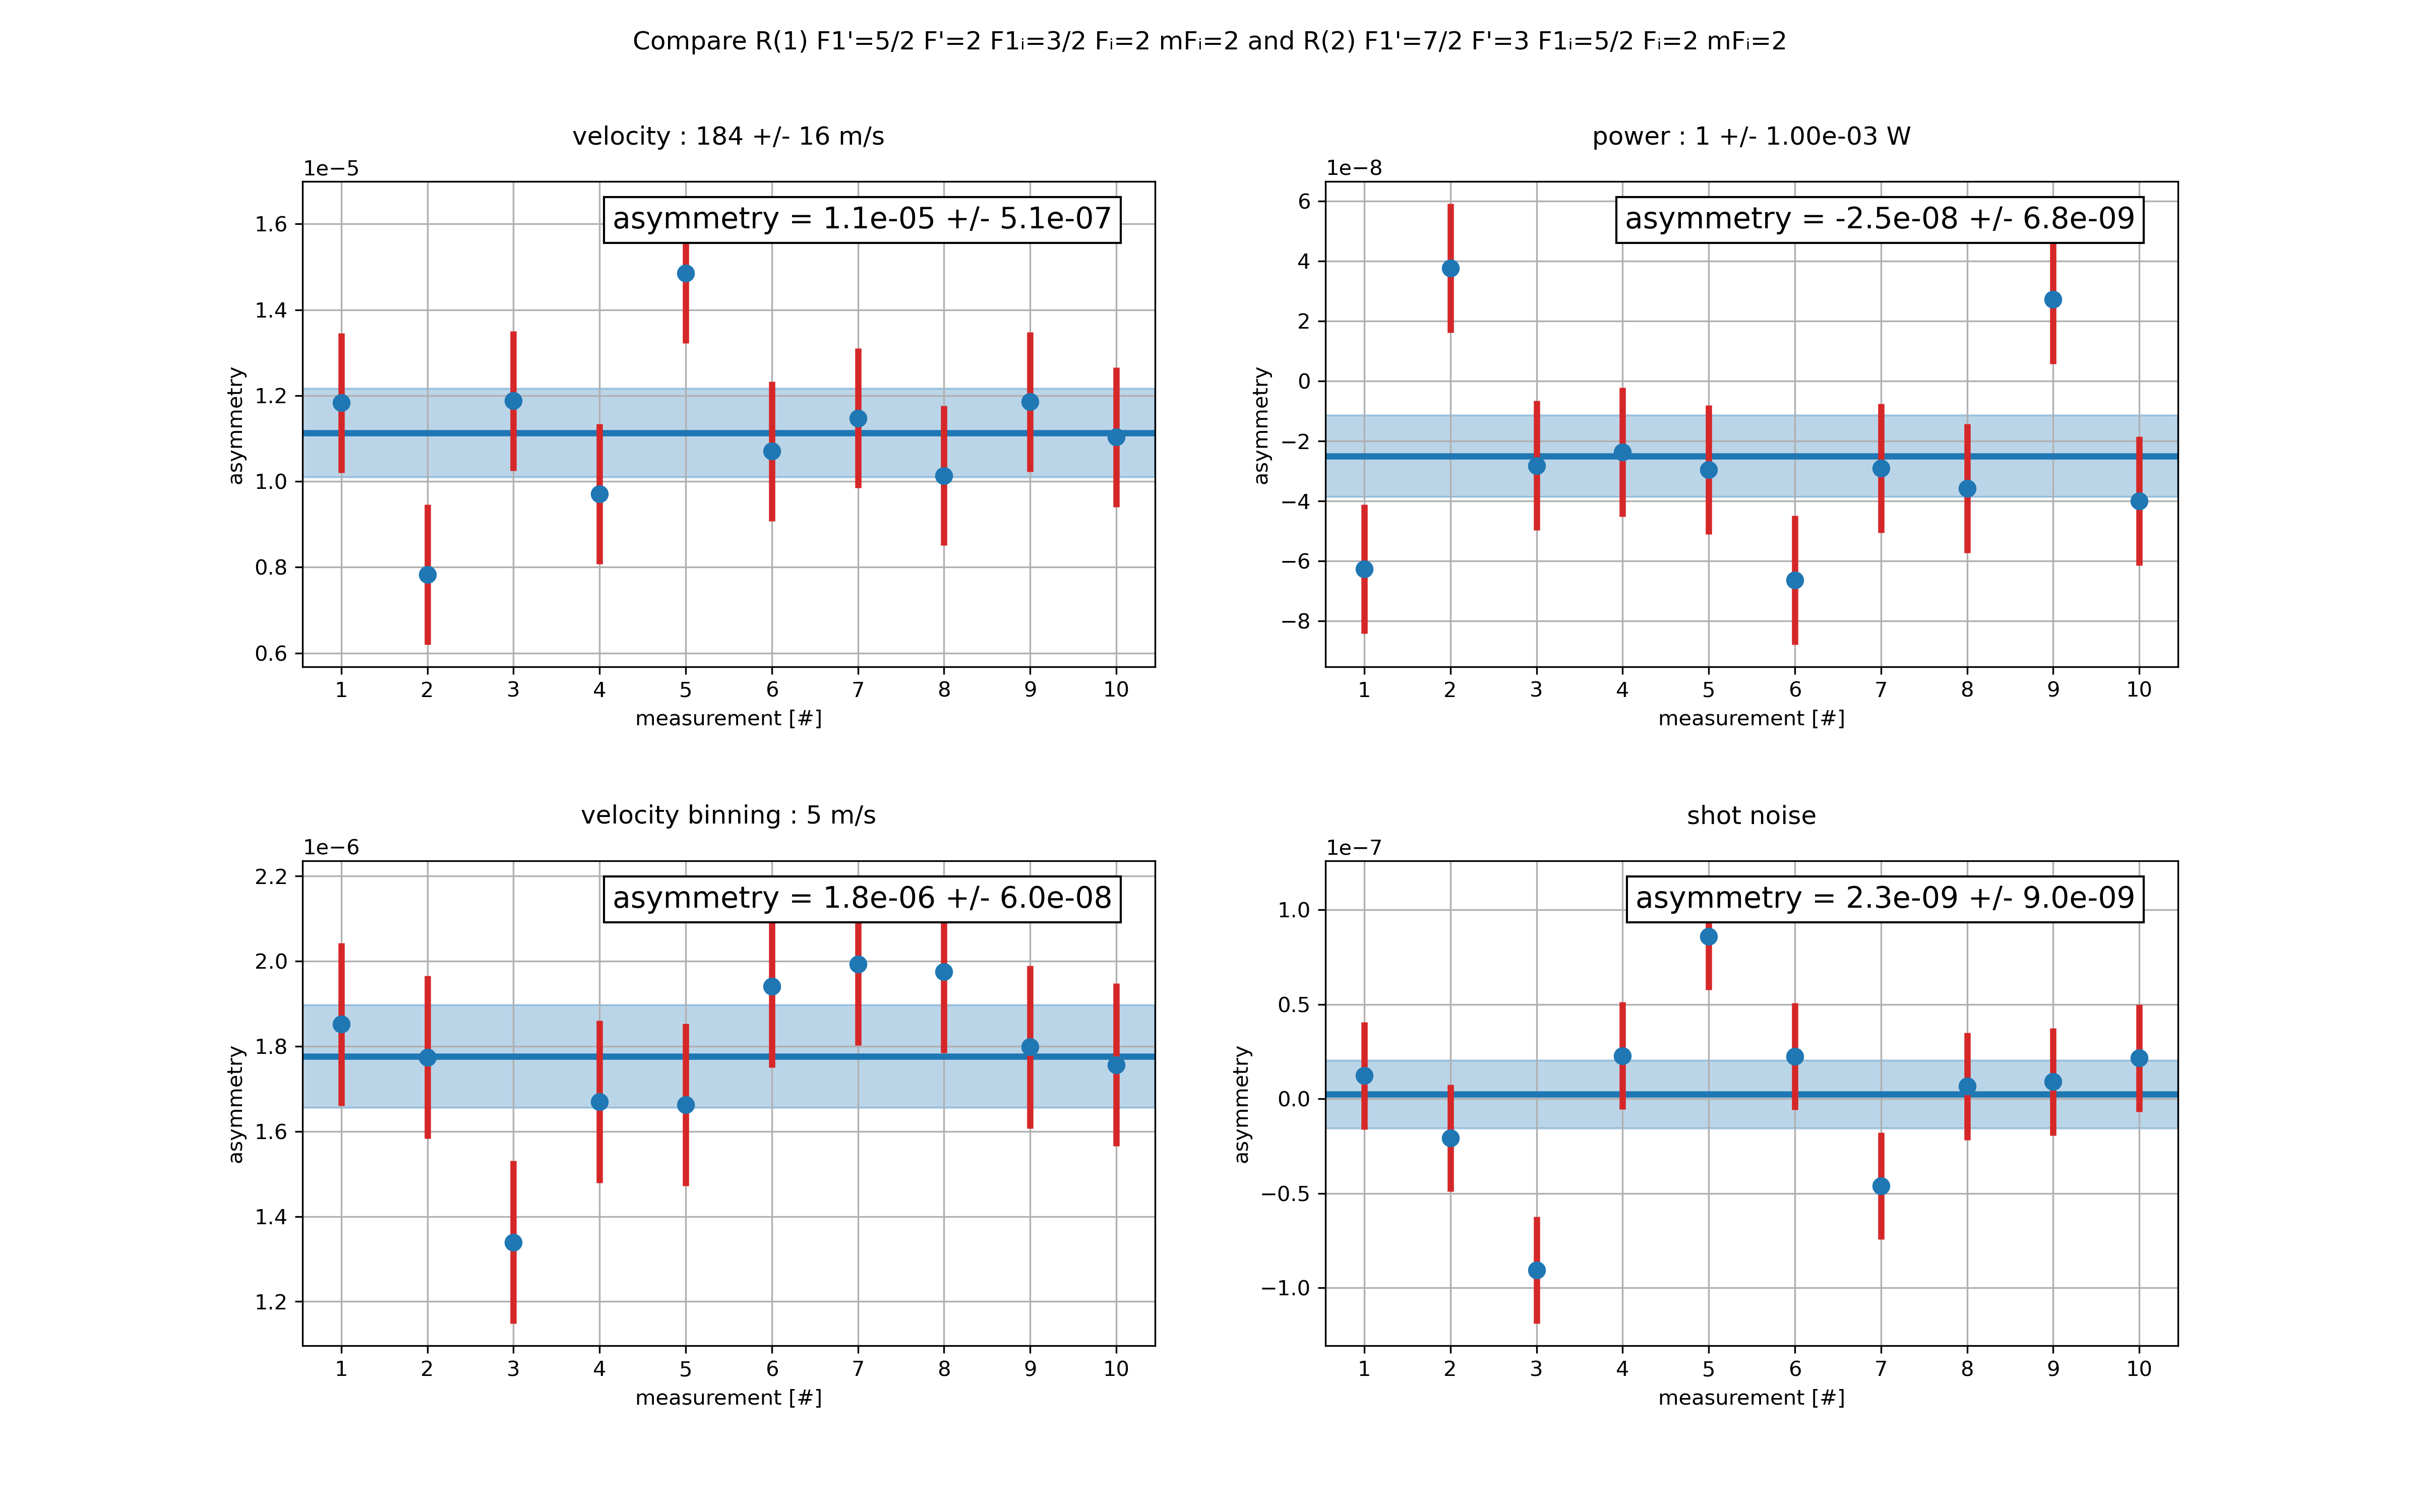 Compare R(1) F1'=5/2 F'=2 F1ᵢ=3/2 Fᵢ=2 mFᵢ=2 and R(2) F1'=7/2 F'=3 F1ᵢ=5/2 Fᵢ=2 mFᵢ=2
velocity : 184 +/- 16 m/s
1e−5
asymmetry = 1.1e-05 +/- 5.1e-07
1.6
1.4
1.2
1.0
0.8
0.6
asymmetry
1 2 3 4 5 6 7 8 9 10
measurement [#]
power : 1 +/- 1.00e-03 W
1e−8
asymmetry = -2.5e-08 +/- 6.8e-09
6
4
2
0
−2
−4
−6
−8
asymmetry
1 2 3 4 5 6 7 8 9 10
measurement [#]
velocity binning : 5 m/s
1e−6
asymmetry = 1.8e-06 +/- 6.0e-08
2.2
2.0
1.8
1.6
1.4
1.2
asymmetry
1 2 3 4 5 6 7 8 9 10
measurement [#]
shot noise
1e−7
asymmetry = 2.3e-09 +/- 9.0e-09
1.0
0.5
0.0
−0.5
−1.0
asymmetry
1 2 3 4 5 6 7 8 9 10
measurement [#]